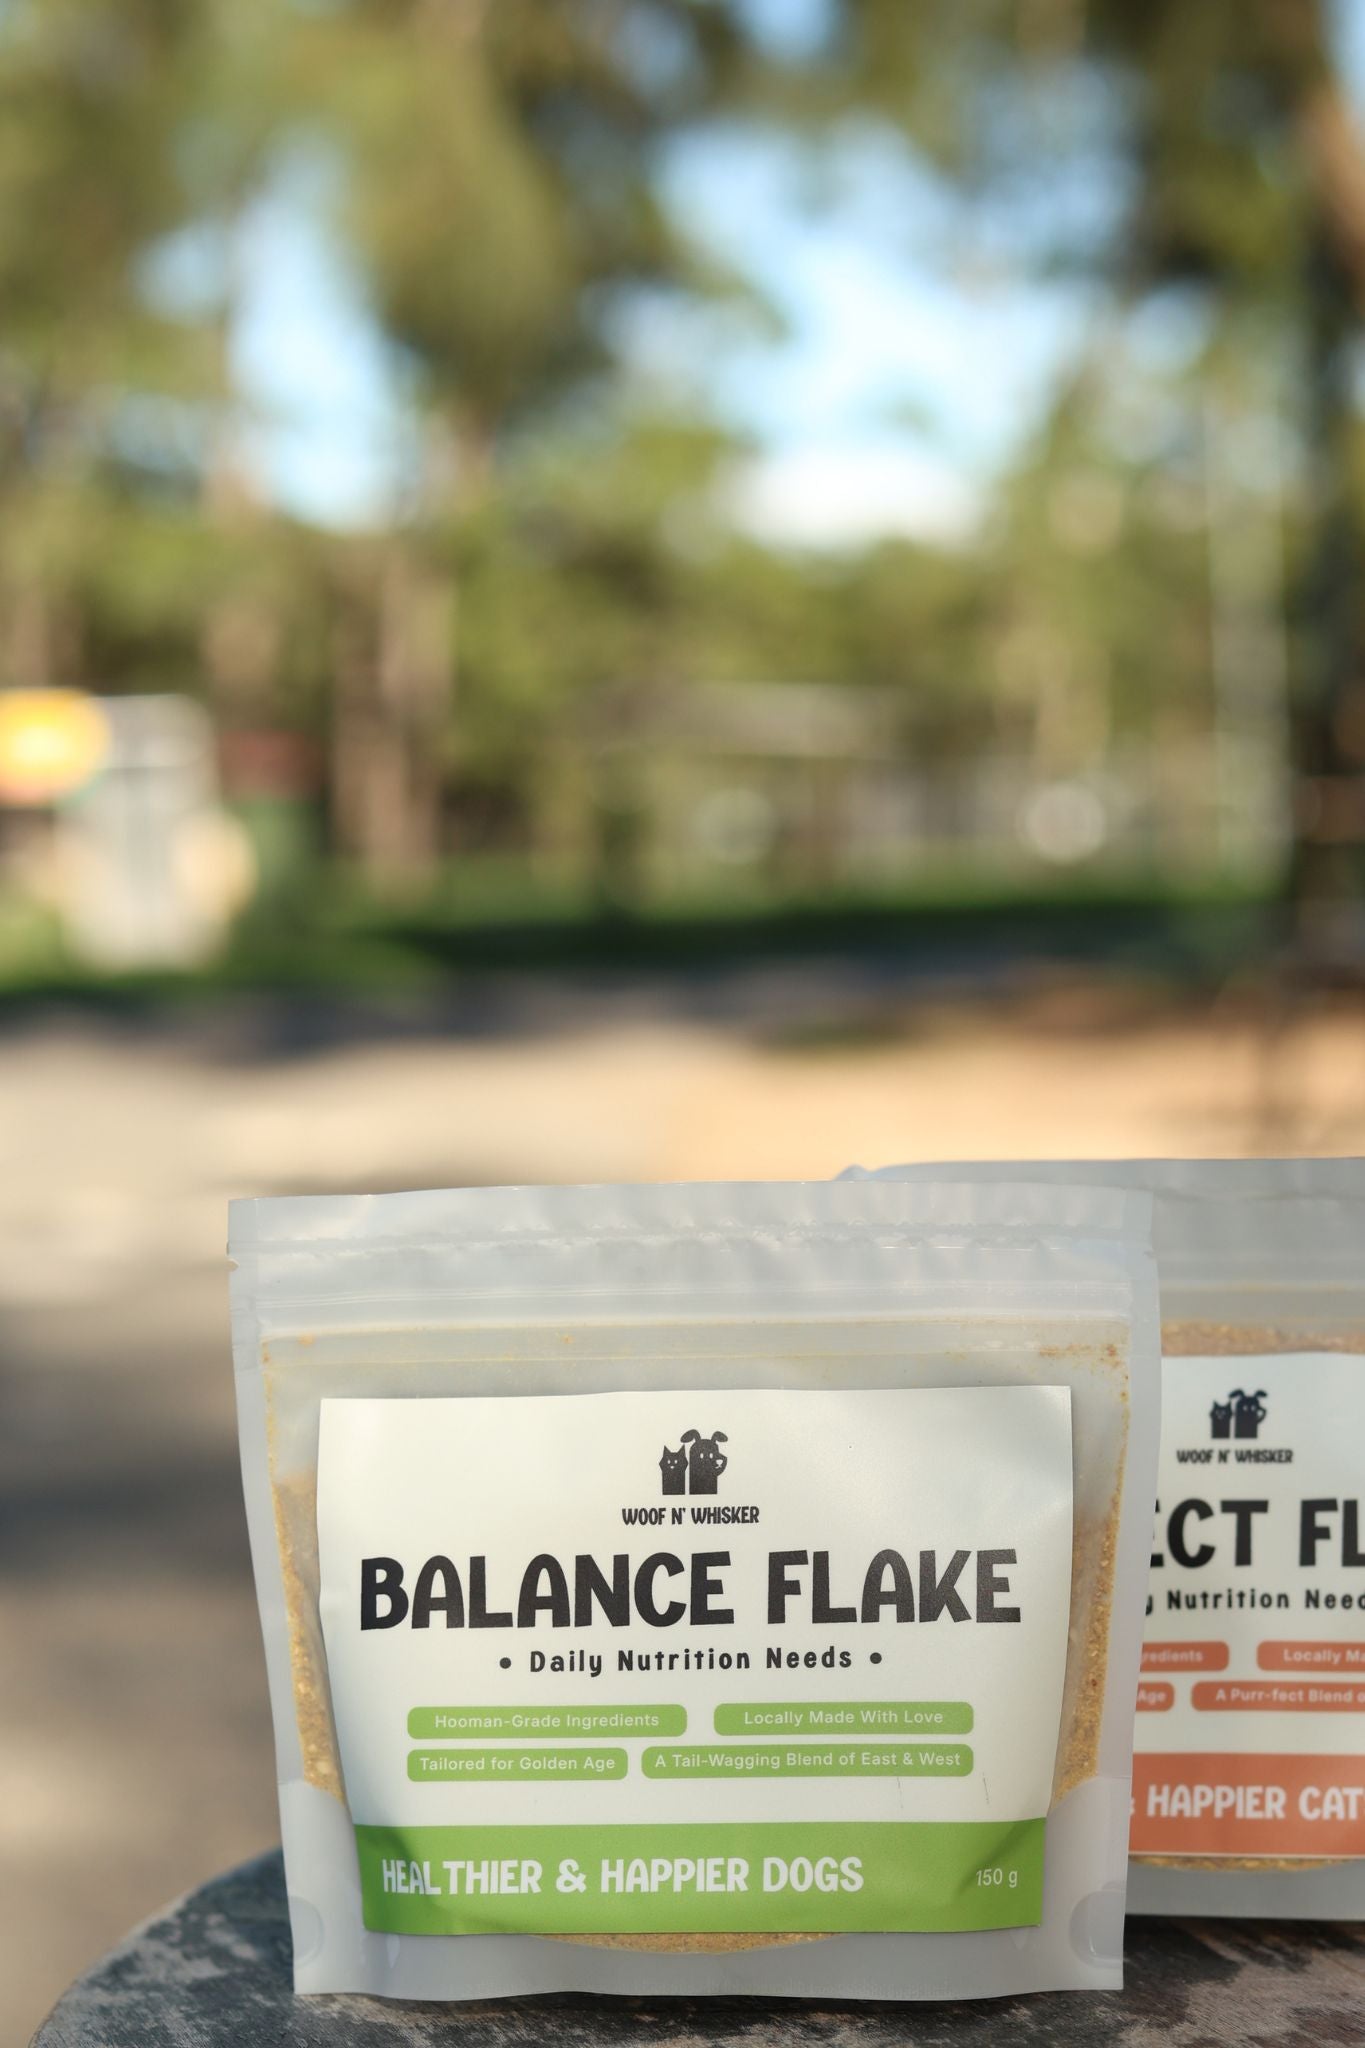 WOOF N' WHISKER
BALANCE FLAKE
• Daily Nutrition Needs •
Hooman-Grade Ingredients
Locally Made With Love
Tailored for Golden Age
A Tail-Wagging Blend of East & West
HEALTHIER & HAPPIER DOGS
150 g
WOOF N' WHISKER
ECT FL
y Nutrition Need
redients
Locally Ma
Age
A Purr-fect Blend o
& HAPPIER CAT